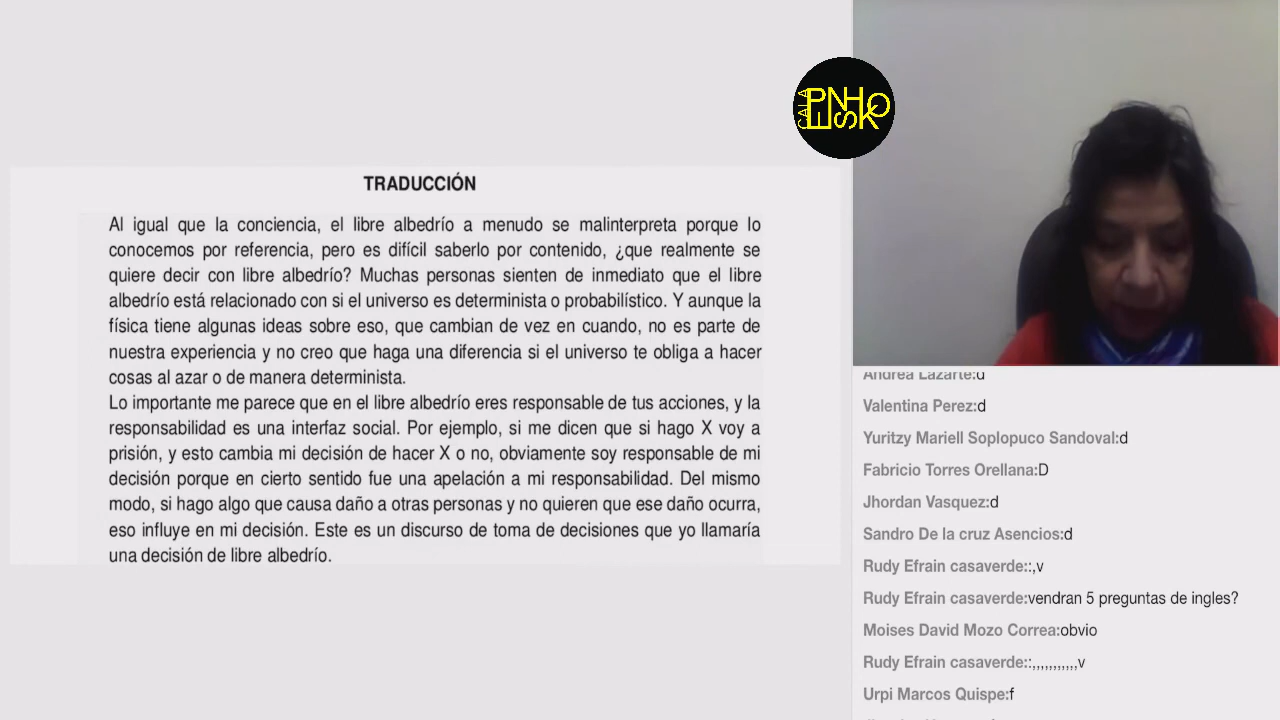 TRADUCCIÓN
Al igual que la conciencia, el libre albedrío a menudo se malinterpreta porque lo
conocemos por referencia, pero es difícil saberlo por contenido, ¿que realmente se
quiere decir con libre albedrío? Muchas personas sienten de inmediato que el libre
albedrío está relacionado con si el universo es determinista o probabilístico. Y aunque la
física tiene algunas ideas sobre eso, que cambian de vez en cuando, no es parte de
nuestra experiencia y no creo que haga una diferencia si el universo te obliga a hacer
cosas al azar o de manera determinista.
Lo importante me parece que en el libre albedrío eres responsable de tus acciones, y la
responsabilidad es una interfaz social. Por ejemplo, si me dicen que si hago X voy a
prisión, y esto cambia mi decisión de hacer X o no, obviamente soy responsable de mi
decisión porque en cierto sentido fue una apelación a mi responsabilidad. Del mismo
modo, si hago algo que causa daño a otras personas y no quieren que ese daño ocurra,
eso influye en mi decisión. Este es un discurso de toma de decisiones que yo llamaría
una decisión de libre albedrío.
CALA
PENHSKO
Andrea Lazarte:d
Valentina Perez:d
Yuritzy Mariell Soplopuco Sandoval:d
Fabricio Torres Orellana:D
Jhordan Vasquez:d
Sandro De la cruz Asencios:d
Rudy Efrain casaverde::,v
Rudy Efrain casaverde:vendran 5 preguntas de ingles?
Moises David Mozo Correa:obvio
Rudy Efrain casaverde::,,,,,,,,,,,v
Urpi Marcos Quispe:f